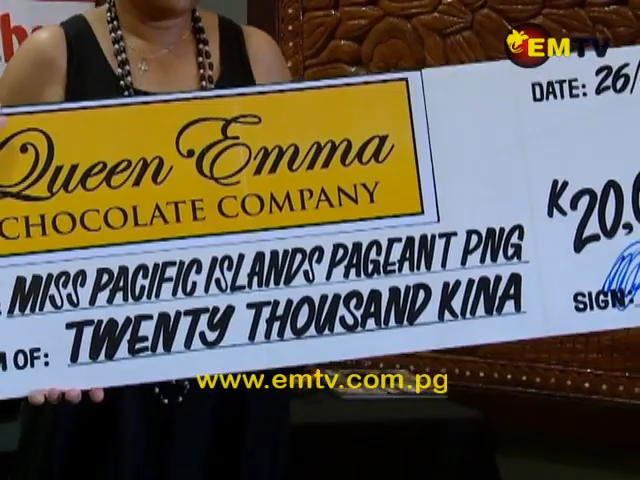 EMTV
DATE: 26/
Queen Emma
CHOCOLATE COMPANY
K20,
MISS PACIFIC ISLANDS PAGEANT PNG
TWENTY THOUSAND KINA
OF:
SIGN:
www.emtv.com.pg